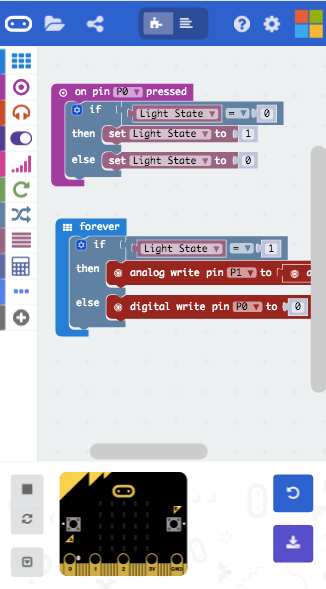 on pin P0 pressed
if Light State = 0
then set Light State to 1
else set Light State to 0
forever
if Light State = 1
then analog write pin P1 to
else digital write pin P0 to 0
0 1 2 3V GND